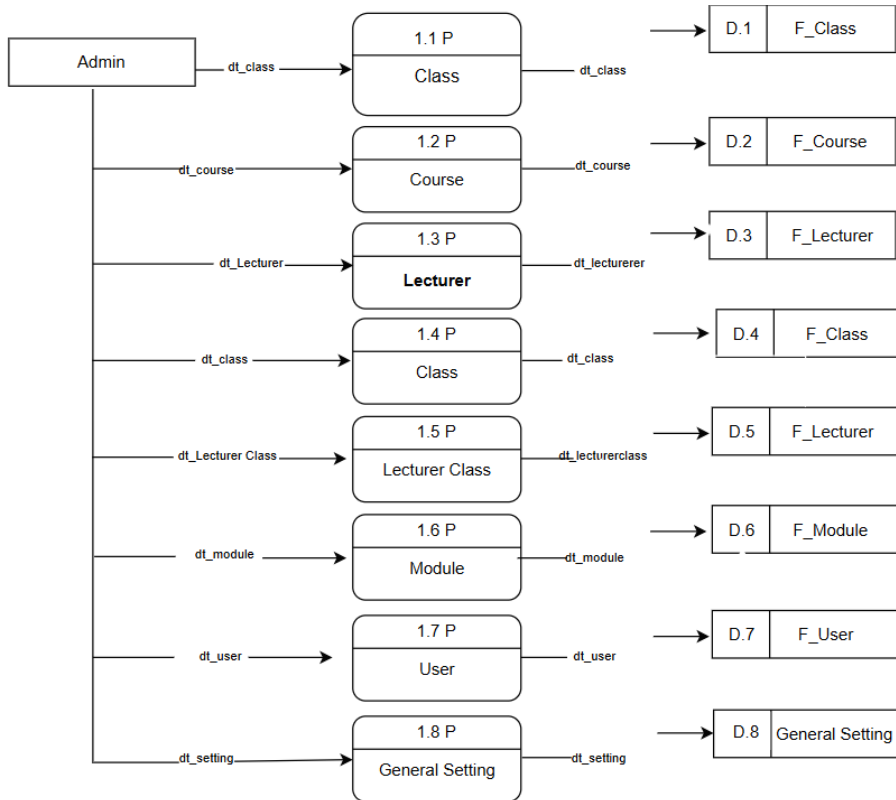 Admin
dt_class
1.1 P
Class
dt_class
D.1 F_Class
dt_course
1.2 P
Course
dt_course
D.2 F_Course
dt_Lecturer
1.3 P
Lecturer
dt_lecturerer
D.3 F_Lecturer
dt_class
1.4 P
Class
dt_class
D.4 F_Class
dt_Lecturer Class
1.5 P
Lecturer Class
dt_lecturerclass
D.5 F_Lecturer
dt_module
1.6 P
Module
dt_module
D.6 F_Module
dt_user
1.7 P
User
dt_user
D.7 F_User
dt_setting
1.8 P
General Setting
dt_setting
D.8 General Setting